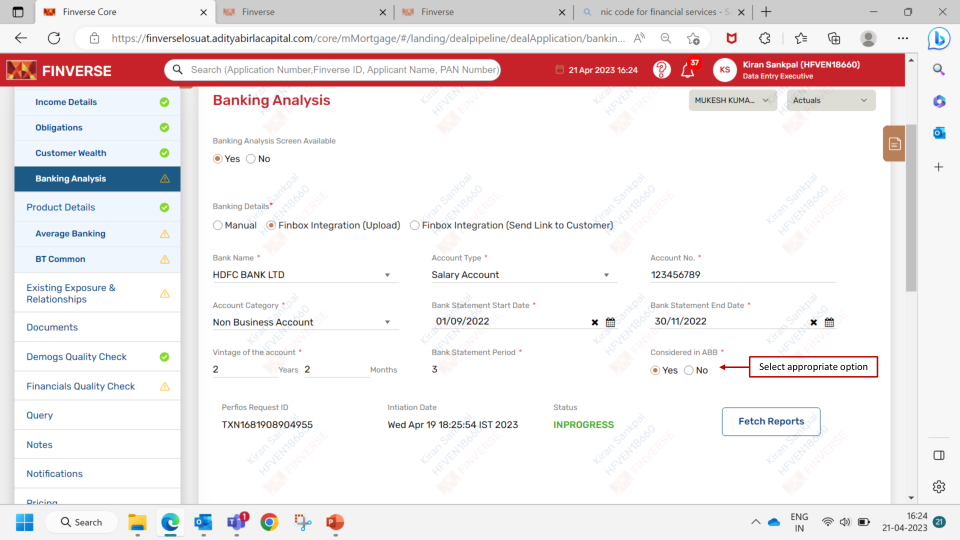 Finverse Core
Finverse
Finverse
nic code for financial services - S
https://finverselosuat.adityabirlacapital.com/core/mMortgage/#/landing/dealpipeline/dealApplication/bankin...
FINVERSE
Search (Application Number,Finverse ID, Applicant Name, PAN Number)
21 Apr 2023 16:24
37
KS
Kiran Sankpal (HFVEN18660)
Data Entry Executive
Income Details
Obligations
Customer Wealth
Banking Analysis
Product Details
Average Banking
BT Common
Existing Exposure &
Relationships
Documents
Demogs Quality Check
Financials Quality Check
Query
Notes
Notifications
Pricing
Banking Analysis
MUKESH KUMA...
Actuals
Banking Analysis Screen Available
Yes No
Banking Details*
Manual Finbox Integration (Upload) Finbox Integration (Send Link to Customer)
Bank Name * Account Type * Account No. *
HDFC BANK LTD Salary Account 123456789
Account Category * Bank Statement Start Date * Bank Statement End Date *
Non Business Account 01/09/2022 30/11/2022
Vintage of the account * Bank Statement Period * Considered in ABB *
2 Years 2 Months 3 Yes No
Select appropriate option
Perfios Request ID Intiation Date Status
TXN1681908904955 Wed Apr 19 18:25:54 IST 2023 INPROGRESS
Fetch Reports
Kiran Sankpal
HFVEN18660
FINVERSE
Search
1
ENG
IN
16:24
21-04-2023
21